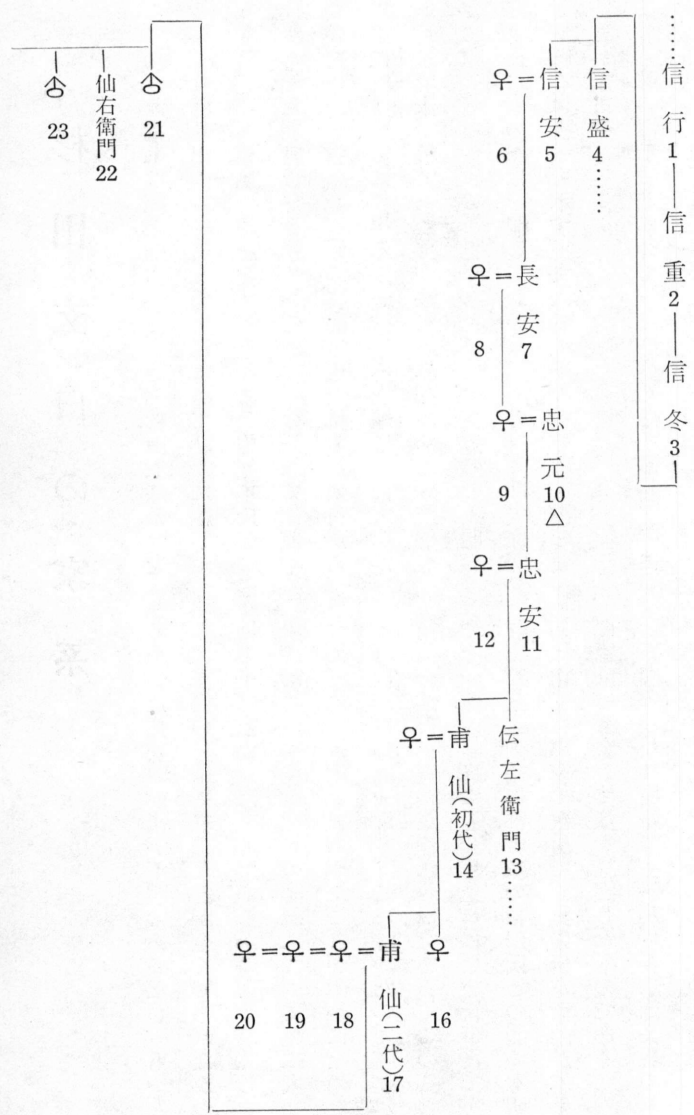 ……信行1——信重2——信冬3
信盛4……
♀=信安5
6
♀=長安7
8
♀=忠元10△
9
♀=忠安11
12
伝左衛門13……
♀=甫仙(初代)14
♀16
♀=♀=♀=甫仙(二代)17
20 19 18
21
仙右衛門22
23